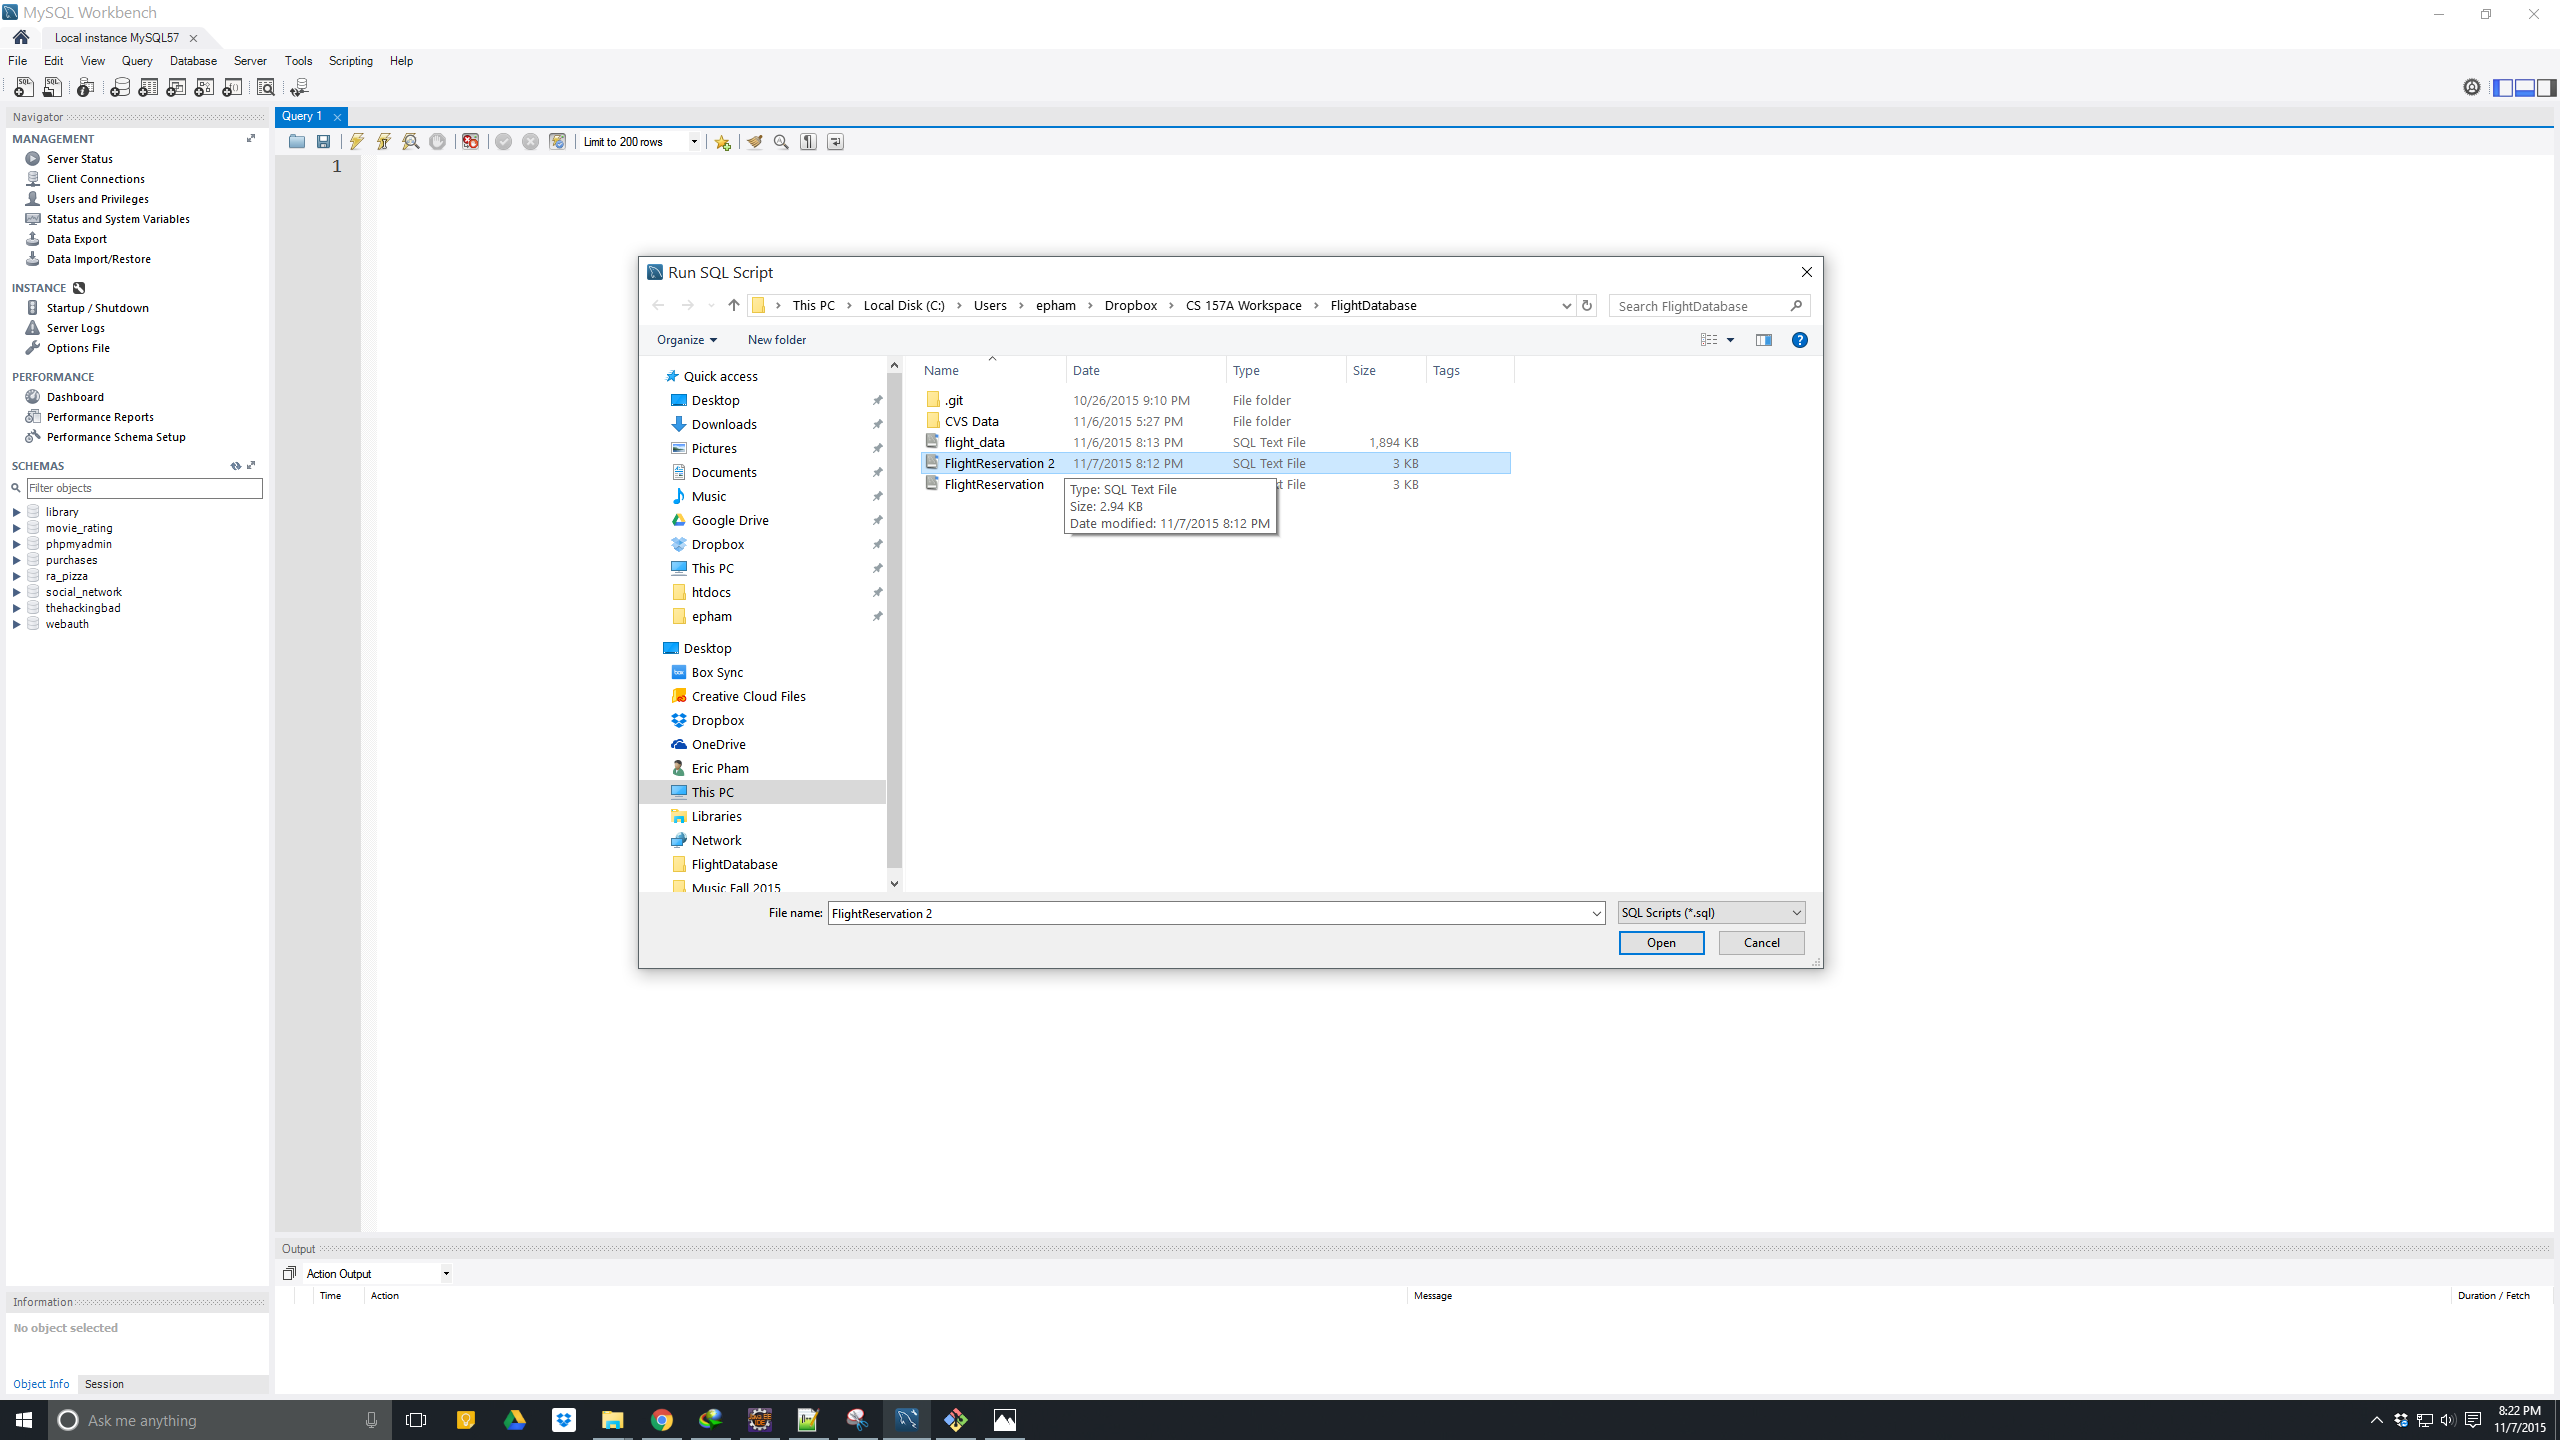 MySQL Workbench
Local instance MySQL57
File Edit View Query Database Server Tools Scripting Help
Navigator
MANAGEMENT
Server Status
Client Connections
Users and Privileges
Status and System Variables
Data Export
Data Import/Restore
INSTANCE
Startup / Shutdown
Server Logs
Options File
PERFORMANCE
Dashboard
Performance Reports
Performance Schema Setup
SCHEMAS
Filter objects
library
movie_rating
phpmyadmin
purchases
ra_pizza
social_network
thehackingbad
webauth
Information
No object selected
Object Info Session
Query 1
Limit to 200 rows
1
Run SQL Script
This PC Local Disk (C:) Users epham Dropbox CS 157A Workspace FlightDatabase
Search FlightDatabase
Organize New folder
Quick access
Desktop
Downloads
Pictures
Documents
Music
Google Drive
Dropbox
This PC
htdocs
epham
Desktop
Box Sync
Creative Cloud Files
Dropbox
OneDrive
Eric Pham
This PC
Libraries
Network
FlightDatabase
Music Fall 2015
Name Date Type Size Tags
.git 10/26/2015 9:10 PM File folder
CVS Data 11/6/2015 5:27 PM File folder
flight_data 11/6/2015 8:13 PM SQL Text File 1,894 KB
FlightReservation 2 11/7/2015 8:12 PM SQL Text File 3 KB
FlightReservation t File 3 KB
Type: SQL Text File
Size: 2.94 KB
Date modified: 11/7/2015 8:12 PM
File name: FlightReservation 2
SQL Scripts (*.sql)
Open Cancel
Output
Action Output
Time Action Message Duration / Fetch
Ask me anything
8:22 PM
11/7/2015